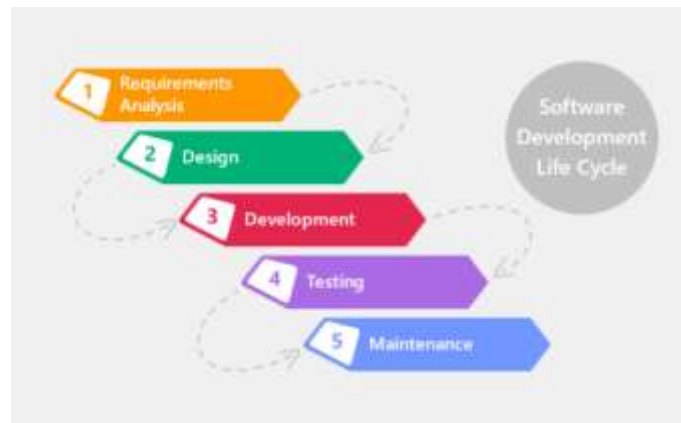 1 Requirements
Analysis
2 Design
3 Development
4 Testing
5 Maintenance
Software
Development
Life Cycle